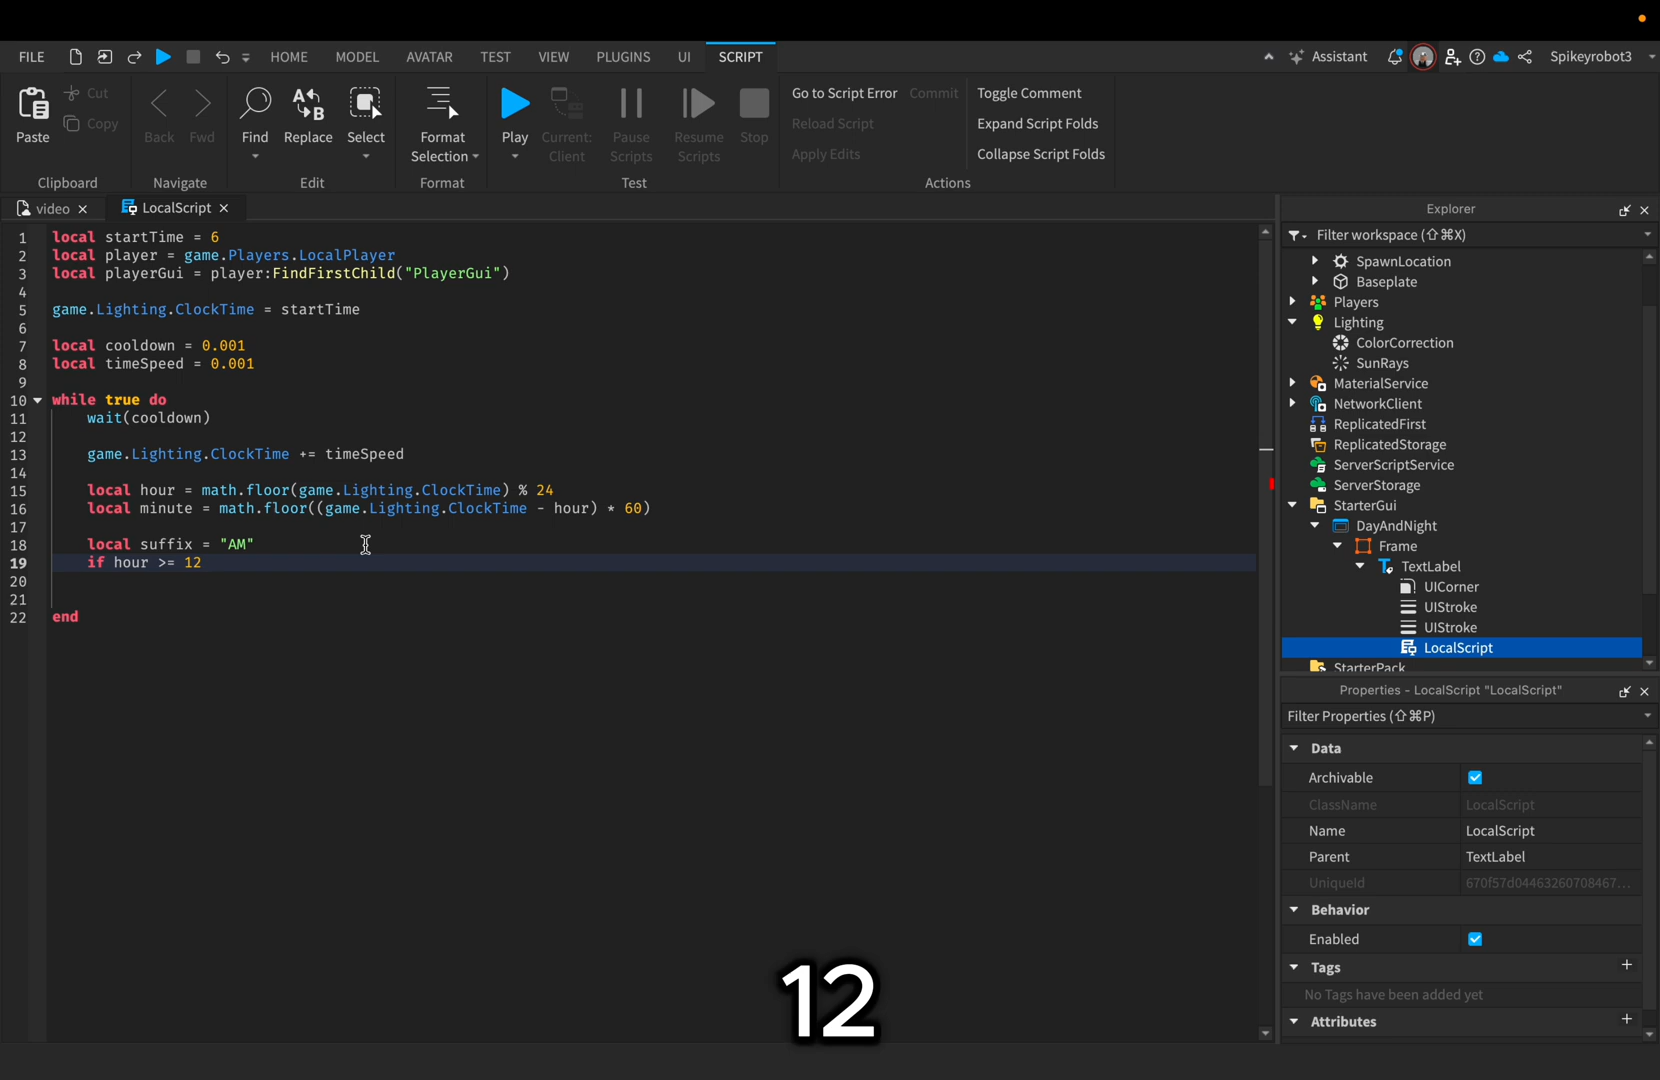 FILE HOME MODEL AVATAR TEST VIEW PLUGINS UI SCRIPT Assistant Spikeyrobot3
Paste Cut Copy Clipboard
Back Fwd Navigate
Find Replace Select Edit
Format Selection Format
Play Current: Client Pause Scripts Resume Scripts Stop Test
Go to Script Error Commit Toggle Comment
Reload Script Expand Script Folds
Apply Edits Collapse Script Folds
Actions
video LocalScript
1 local startTime = 6
2 local player = game.Players.LocalPlayer
3 local playerGui = player:FindFirstChild("PlayerGui")
4
5 game.Lighting.ClockTime = startTime
6
7 local cooldown = 0.001
8 local timeSpeed = 0.001
9
10 while true do
11 wait(cooldown)
12
13 game.Lighting.ClockTime += timeSpeed
14
15 local hour = math.floor(game.Lighting.ClockTime) % 24
16 local minute = math.floor((game.Lighting.ClockTime - hour) * 60)
17
18 local suffix = "AM"
19 if hour >= 12
20
21
22 end
12
Explorer
Filter workspace (⇧⌘X)
SpawnLocation
Baseplate
Players
Lighting
ColorCorrection
SunRays
MaterialService
NetworkClient
ReplicatedFirst
ReplicatedStorage
ServerScriptService
ServerStorage
StarterGui
DayAndNight
Frame
TextLabel
UICorner
UIStroke
UIStroke
LocalScript
StarterPack
Properties - LocalScript "LocalScript"
Filter Properties (⇧⌘P)
Data
Archivable
ClassName LocalScript
Name LocalScript
Parent TextLabel
UniqueId 670f57d04463260708467...
Behavior
Enabled
Tags
No Tags have been added yet
Attributes